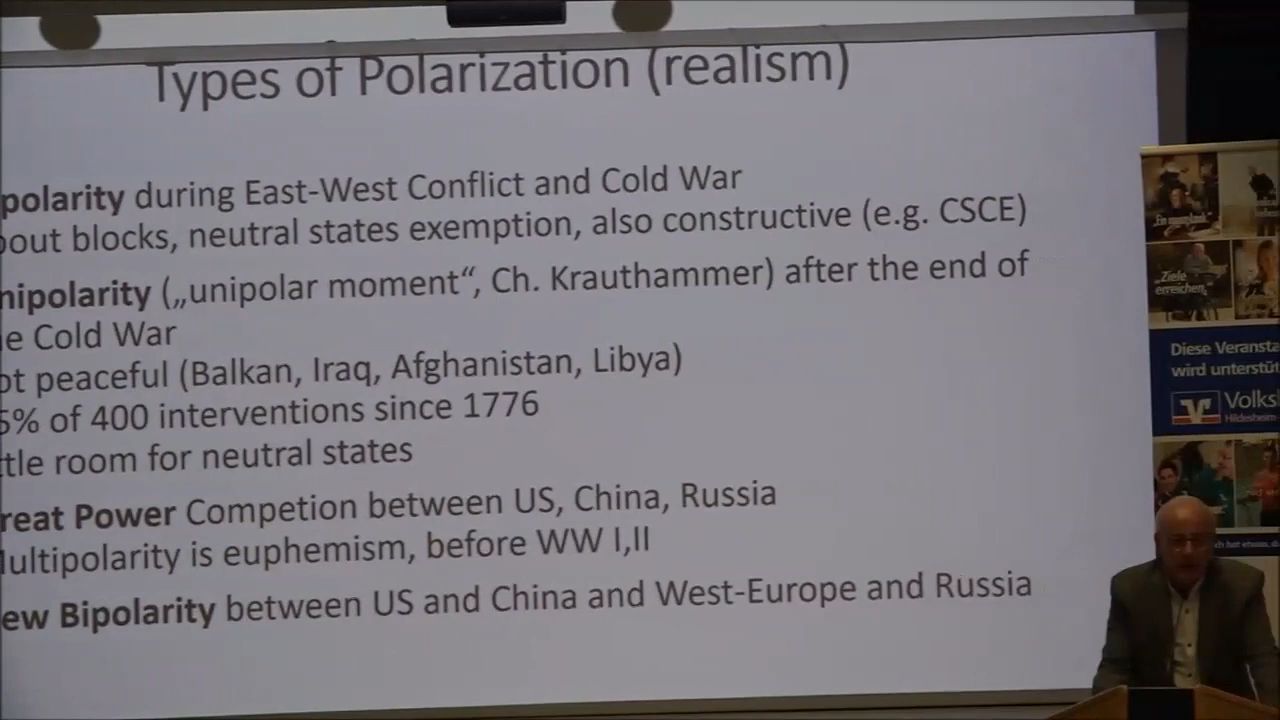 Types of Polarization (realism)
polarity during East-West Conflict and Cold War
bout blocks, neutral states exemption, also constructive (e.g. CSCE)
nipolarity („unipolar moment“, Ch. Krauthammer) after the end of
e Cold War
ot peaceful (Balkan, Iraq, Afghanistan, Libya)
5% of 400 interventions since 1776
ttle room for neutral states
reat Power Competion between US, China, Russia
ultipolarity is euphemism, before WW I,II
ew Bipolarity between US and China and West-Europe and Russia
„Ziele
erreichen.“
Diese Veransta
wird unterstüt
Volks
Hildesheim